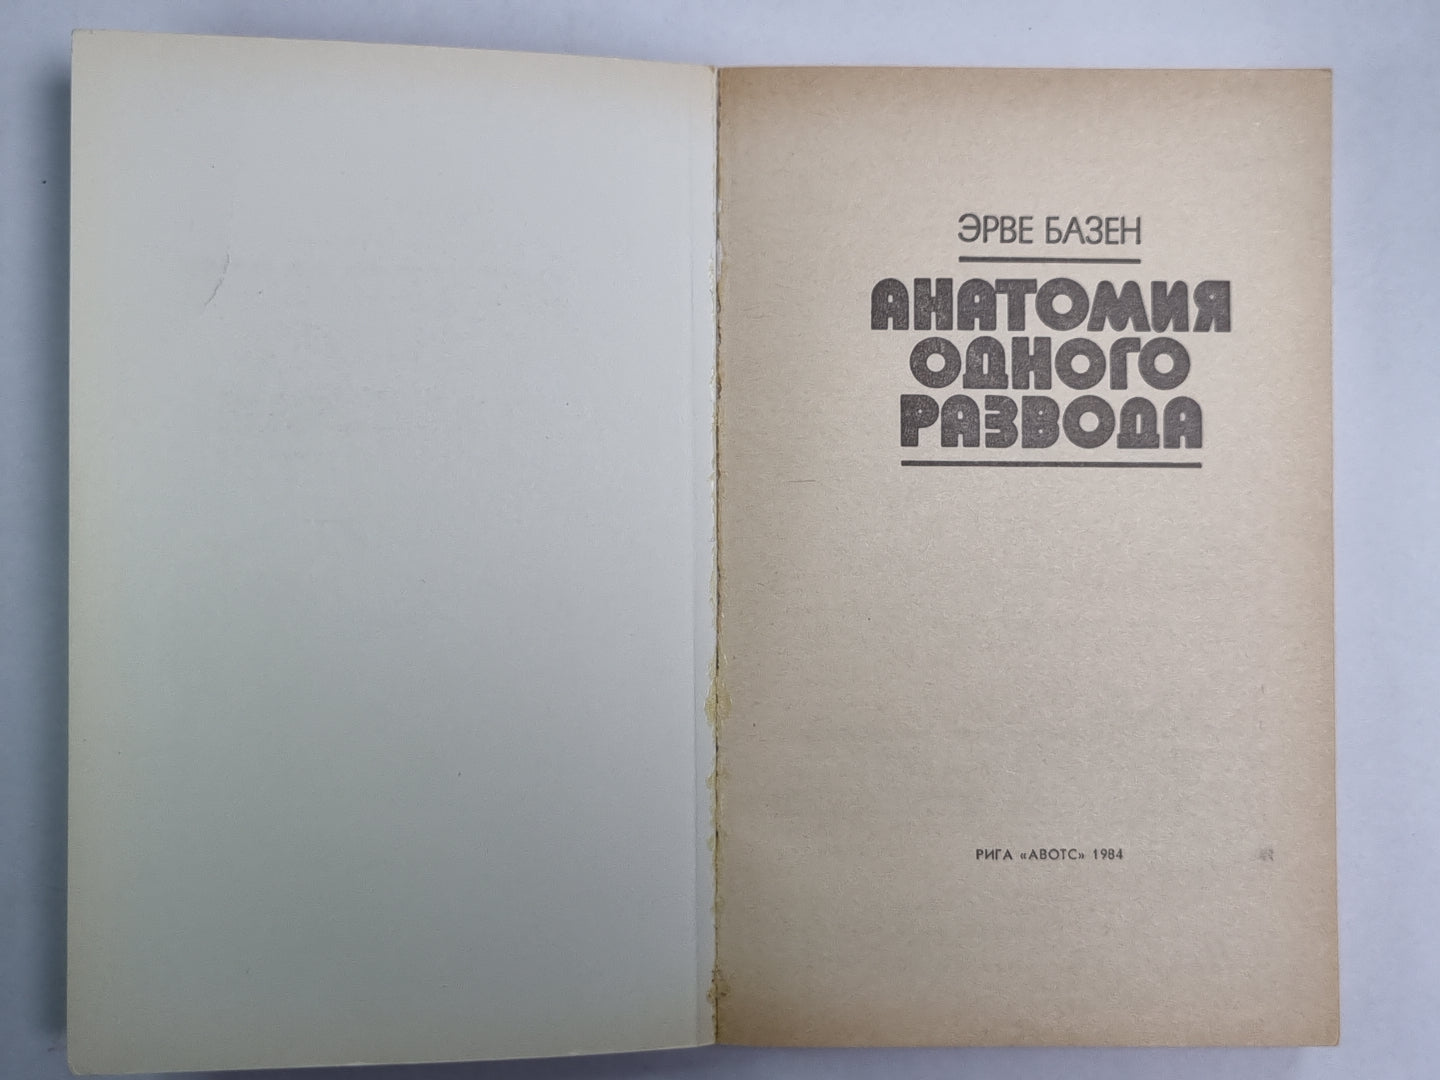 ЭРВЕ БАЗЕН
АНАТОМИЯ
ОДНОГО
РАЗВОДА
РИГА «АВОТС» 1984